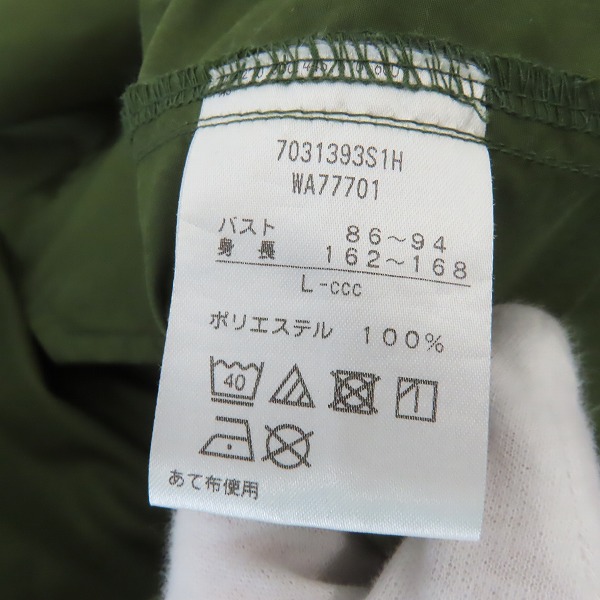 7031393S1H
WA77701
バスト 86～94
身長 162～168
L-ccc
ポリエステル 100%
40
あて布使用